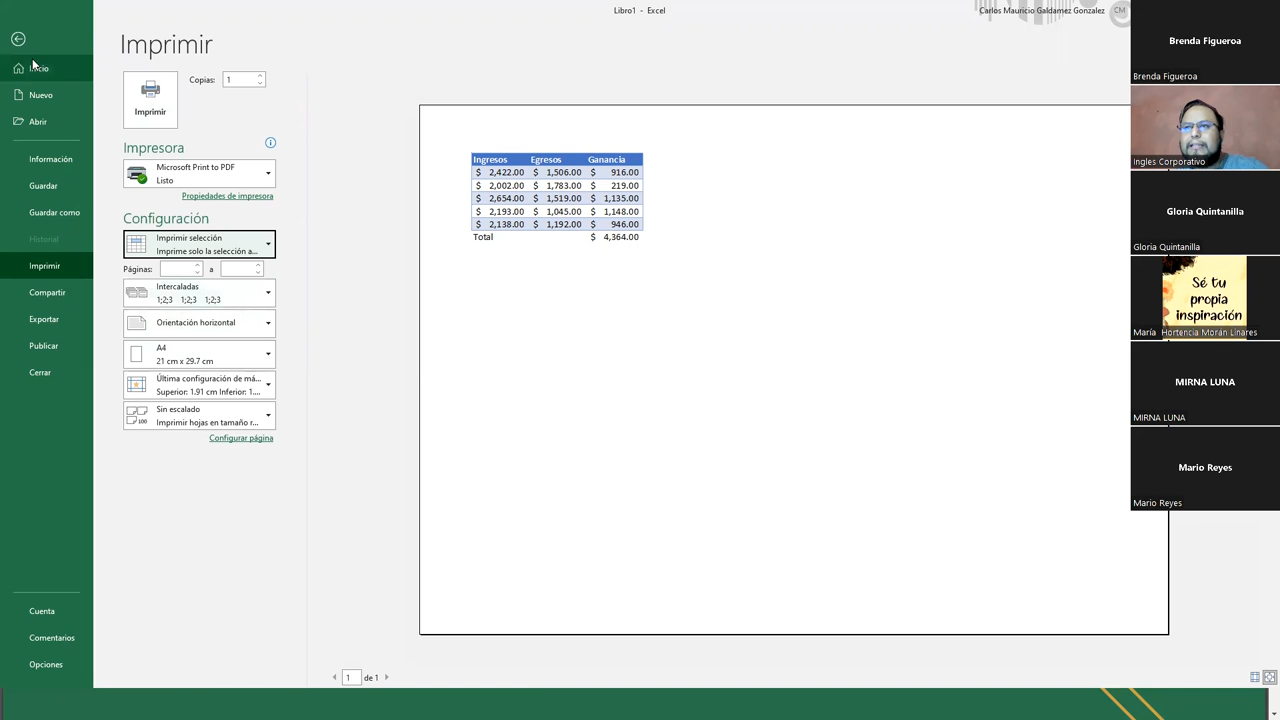 Libro1 - Excel
Carlos Mauricio Galdamez Gonzalez
CM
Inicio
Nuevo
Abrir
Información
Guardar
Guardar como
Historial
Imprimir
Compartir
Exportar
Publicar
Cerrar
Cuenta
Comentarios
Opciones
Imprimir
Imprimir
Copias: 1
Impresora
Microsoft Print to PDF
Listo
Propiedades de impresora
Configuración
Imprimir selección
Imprime solo la selección a...
Páginas: a
Intercaladas
1;2;3 1;2;3 1;2;3
Orientación horizontal
A4
21 cm x 29.7 cm
Última configuración de má...
Superior: 1.91 cm Inferior: 1....
Sin escalado
Imprimir hojas en tamaño r...
Configurar página
Ingresos Egresos Ganancia
$ 2,422.00 $ 1,506.00 $ 916.00
$ 2,002.00 $ 1,783.00 $ 219.00
$ 2,654.00 $ 1,519.00 $ 1,135.00
$ 2,193.00 $ 1,045.00 $ 1,148.00
$ 2,138.00 $ 1,192.00 $ 946.00
Total $ 4,364.00
1 de 1
Brenda Figueroa
Brenda Figueroa
Ingles Corporativo
Gloria Quintanilla
Gloria Quintanilla
Sé tu
propia
inspiración
María Hortencia Morán Linares
MIRNA LUNA
MIRNA LUNA
Mario Reyes
Mario Reyes